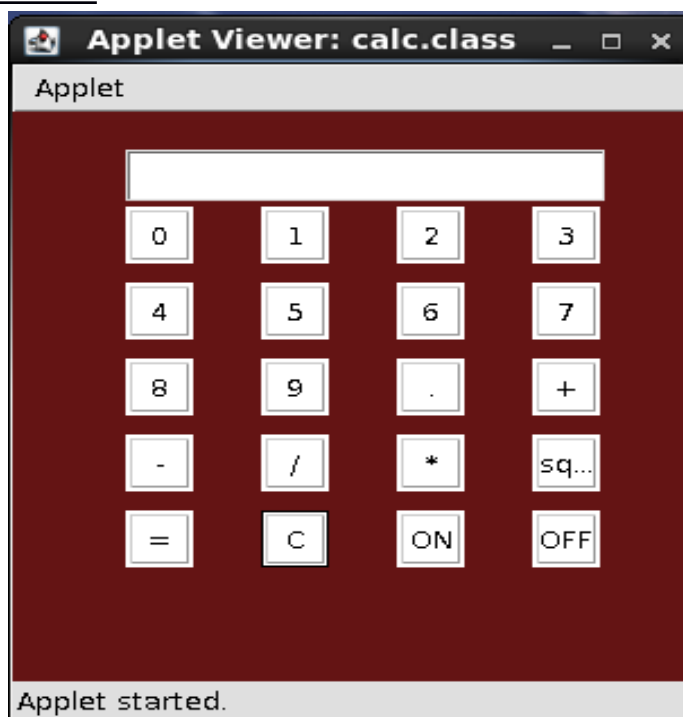 Applet Viewer: calc.class
Applet
0 1 2 3
4 5 6 7
8 9 . +
- / * sq...
= C ON OFF
Applet started.